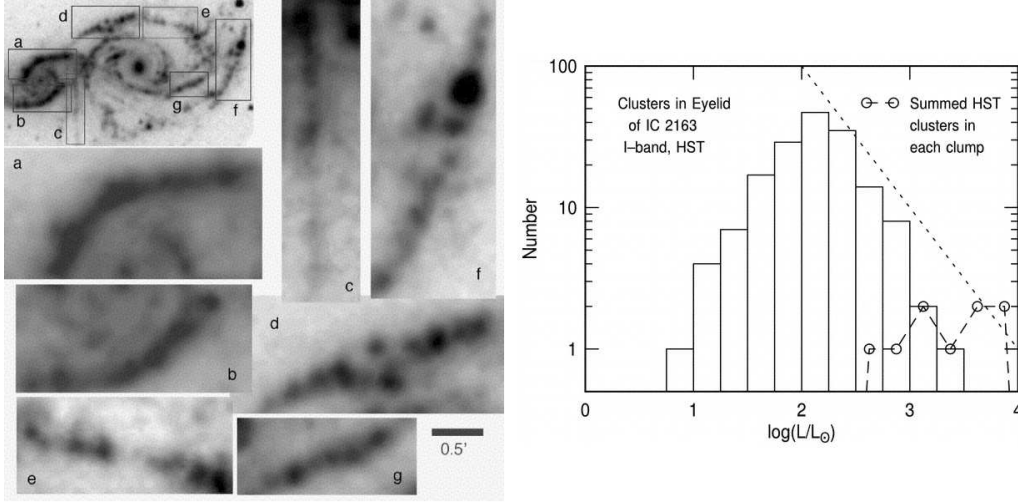 d
e
a
b
c
g
f
a
b
c
f
d
e
g
0.5'
Clusters in Eyelid
of IC 2163
I–band, HST
Summed HST
clusters in
each clump
100
10
1
Number
0
1
2
3
4
log(L/L☉)